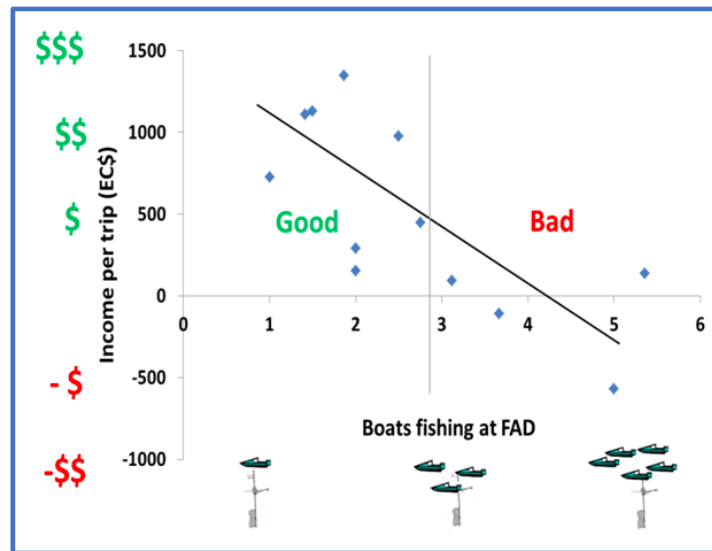 $$$
$$
$
- $
-$$
Income per trip (EC$)
1500
1000
500
0
-500
-1000
Good
Bad
0 1 2 3 4 5 6
Boats fishing at FAD